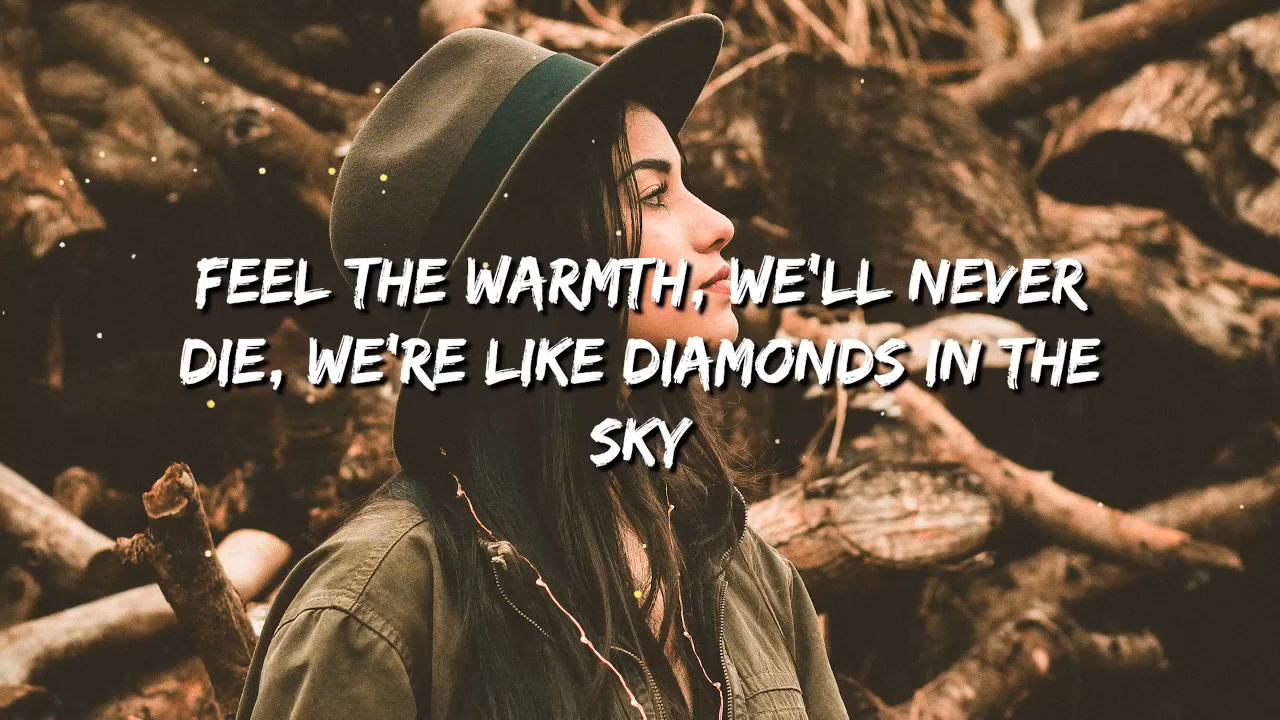 FEEL THE WARMTH, WE'LL NEVER
DIE, WE'RE LIKE DIAMONDS IN THE
SKY